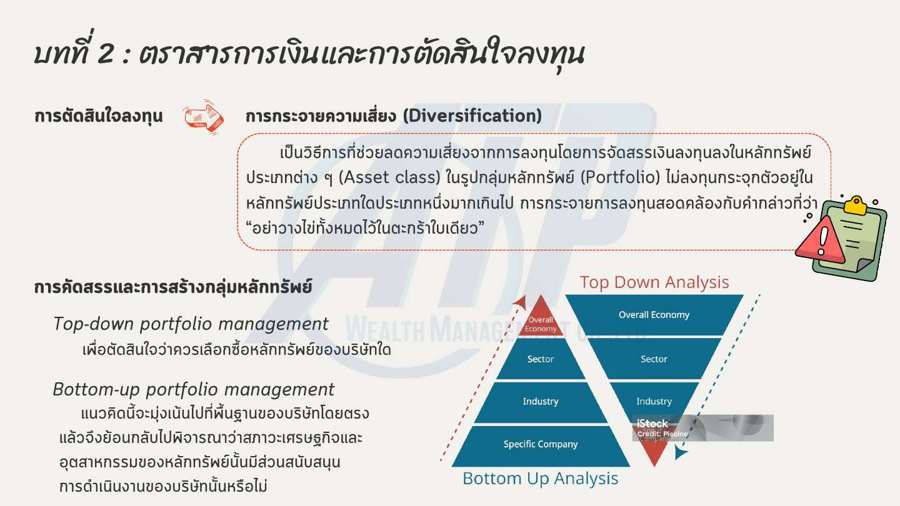 บทที่ 2 : ตราสารการเงินและการตัดสินใจลงทุน
การตัดสินใจลงทุน
การกระจายความเสี่ยง (Diversification)
เป็นวิธีการที่ช่วยลดความเสี่ยงจากการลงทุนโดยการจัดสรรเงินลงทุนลงในหลักทรัพย์
ประเภทต่าง ๆ (Asset class) ในรูปกลุ่มหลักทรัพย์ (Portfolio) ไม่ลงทุนกระจุกตัวอยู่ใน
หลักทรัพย์ประเภทใดประเภทหนึ่งมากเกินไป การกระจายการลงทุนสอดคล้องกับคำกล่าวที่ว่า
“อย่าวางไข่ทั้งหมดไว้ในตะกร้าใบเดียว”
การคัดสรรและการสร้างกลุ่มหลักทรัพย์
Top-down portfolio management
เพื่อตัดสินใจว่าควรเลือกซื้อหลักทรัพย์ของบริษัทใด
Bottom-up portfolio management
แนวคิดนี้จะมุ่งเน้นไปที่พื้นฐานของบริษัทโดยตรง
แล้วจึงย้อนกลับไปพิจารณาว่าสภาวะเศรษฐกิจและ
อุตสาหกรรมของหลักทรัพย์นั้นมีส่วนสนับสนุน
การดำเนินงานของบริษัทนั้นหรือไม่
Top Down Analysis
Overall
Economy
Sector
Industry
Specific Company
Bottom Up Analysis
Overall Economy
Sector
Industry
iStock
Credit: Piscine
ATP
WEALTH MANAGEMENT CO., LTD